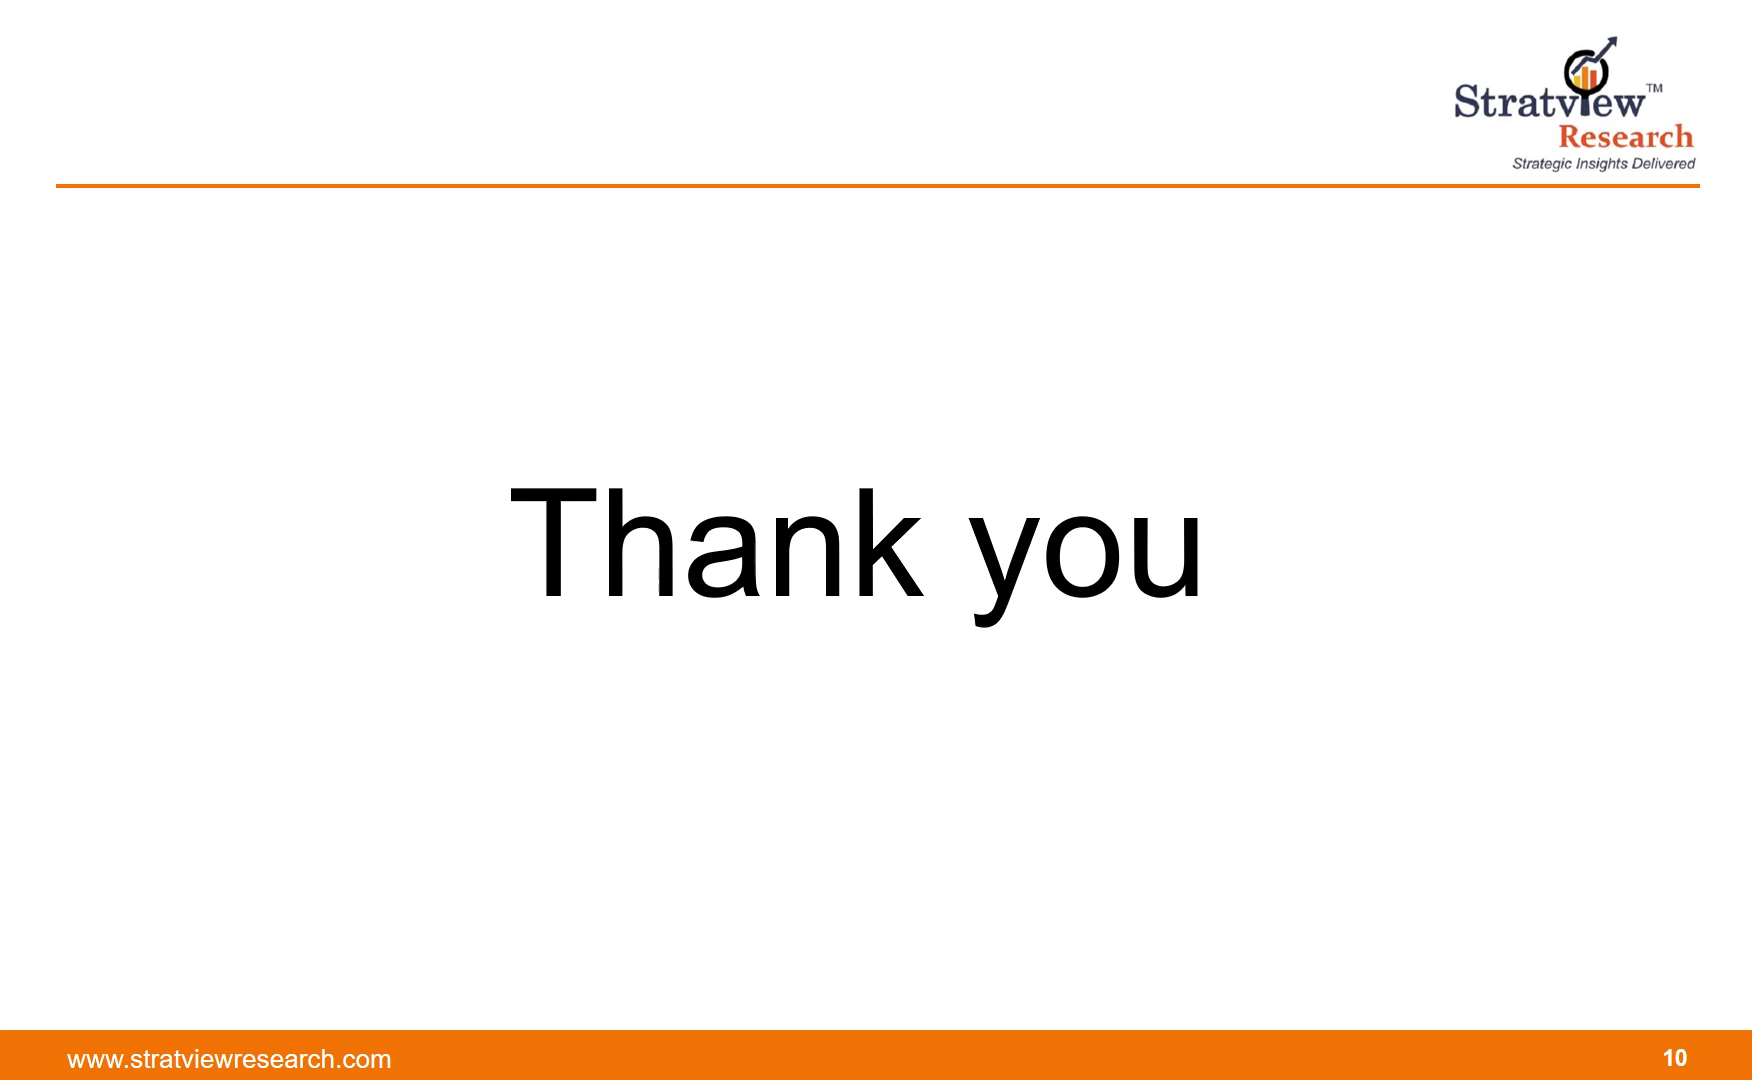 Stratview™
Research
Strategic Insights Delivered
Thank you
www.stratviewresearch.com
10